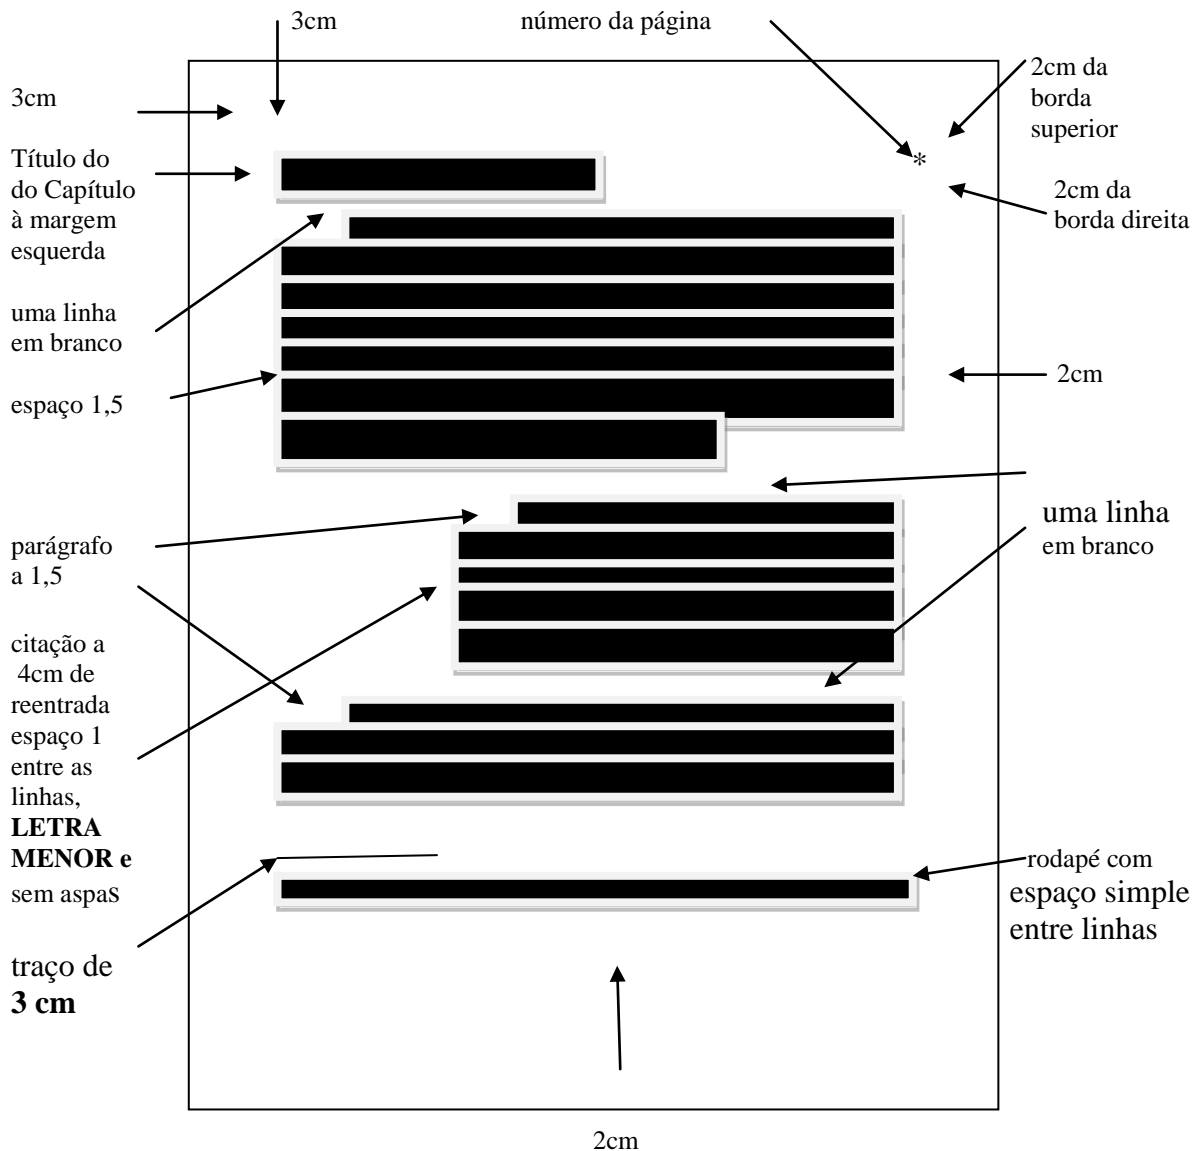 3cm
número da página
3cm
2cm da
borda
superior
*
Título do
do Capítulo
à margem
esquerda
2cm da
borda direita
uma linha
em branco
2cm
espaço 1,5
uma linha
em branco
parágrafo
a 1,5
citação a
4cm de
reentrada
espaço 1
entre as
linhas,
LETRA
MENOR e
sem aspas
rodapé com
espaço simple
entre linhas
traço de
3 cm
2cm